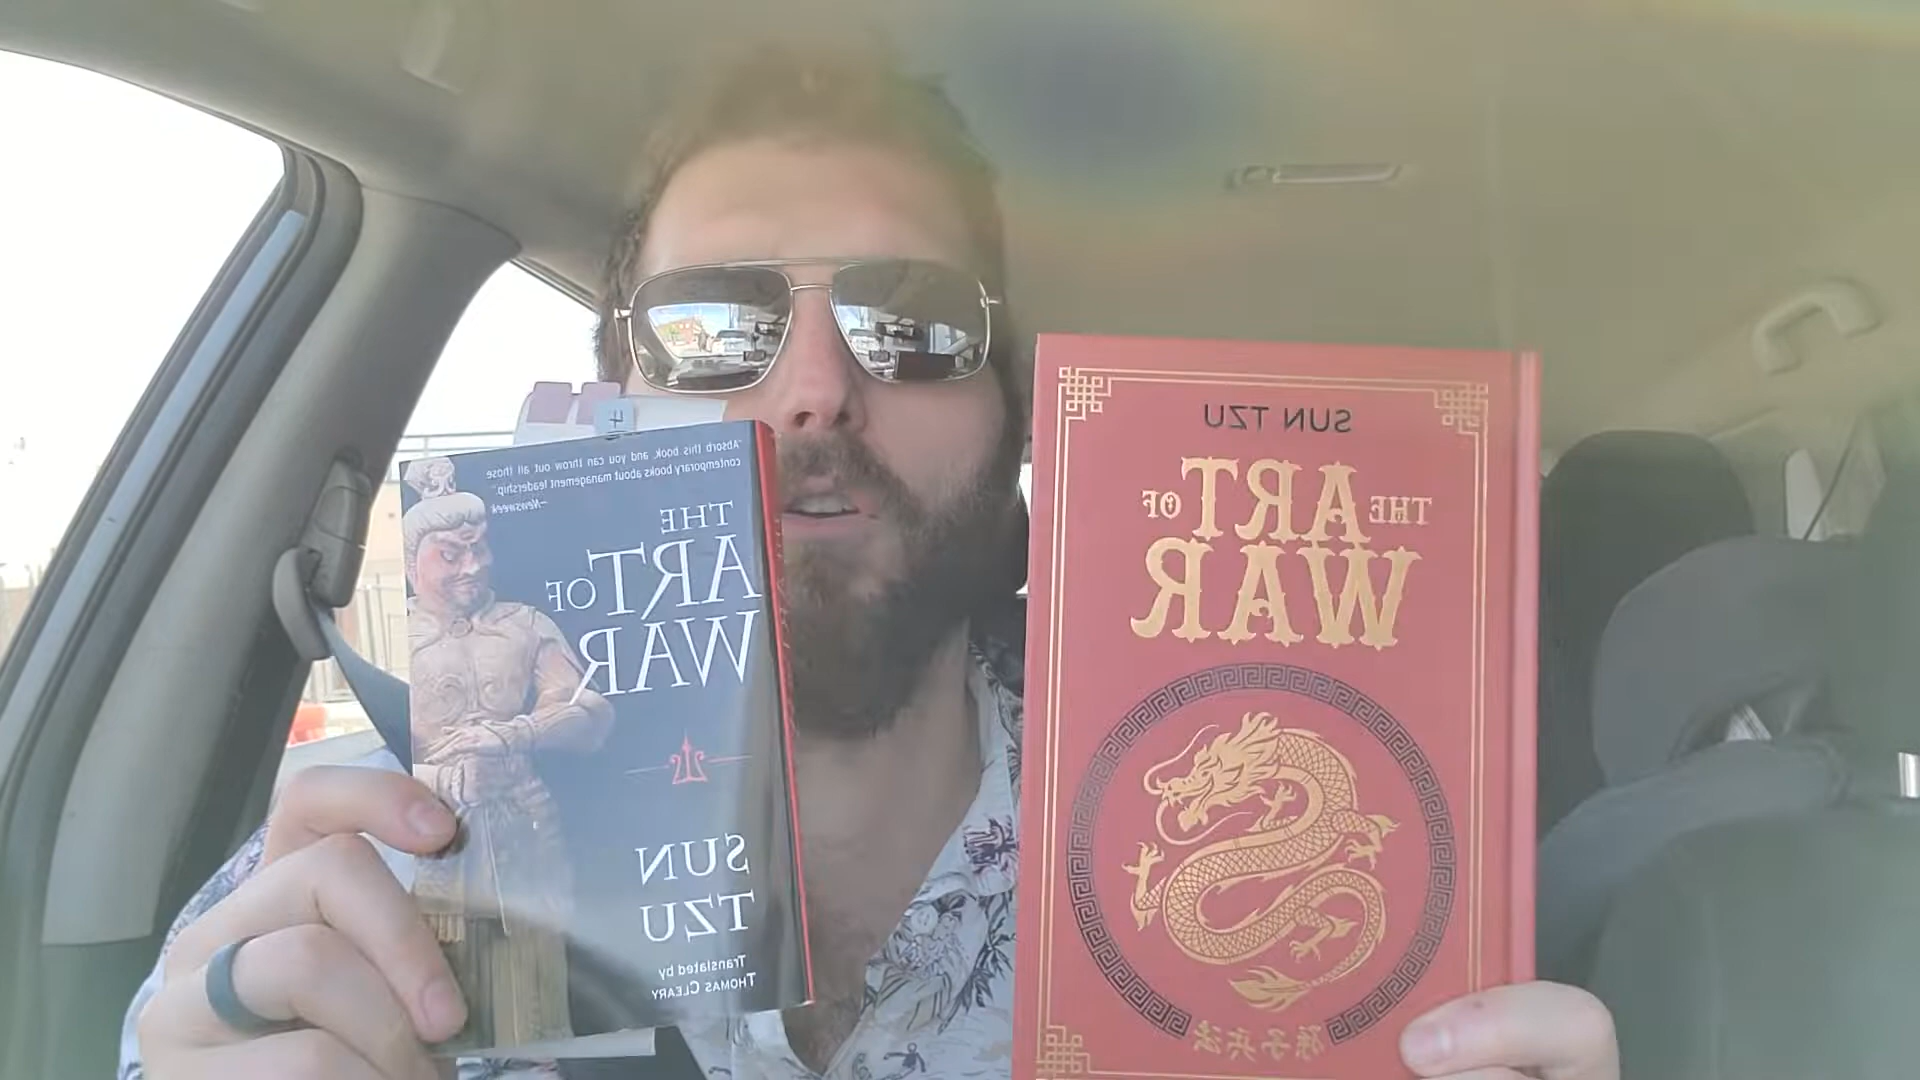 4
"Absorb this book, and you can throw out all those
contemporary books about management leadership."
—Newsweek
THE
ART OF
WAR
SUN
TZU
Translated by
THOMAS CLEARY
SUN TZU
THE ART OF
WAR
孫子兵法